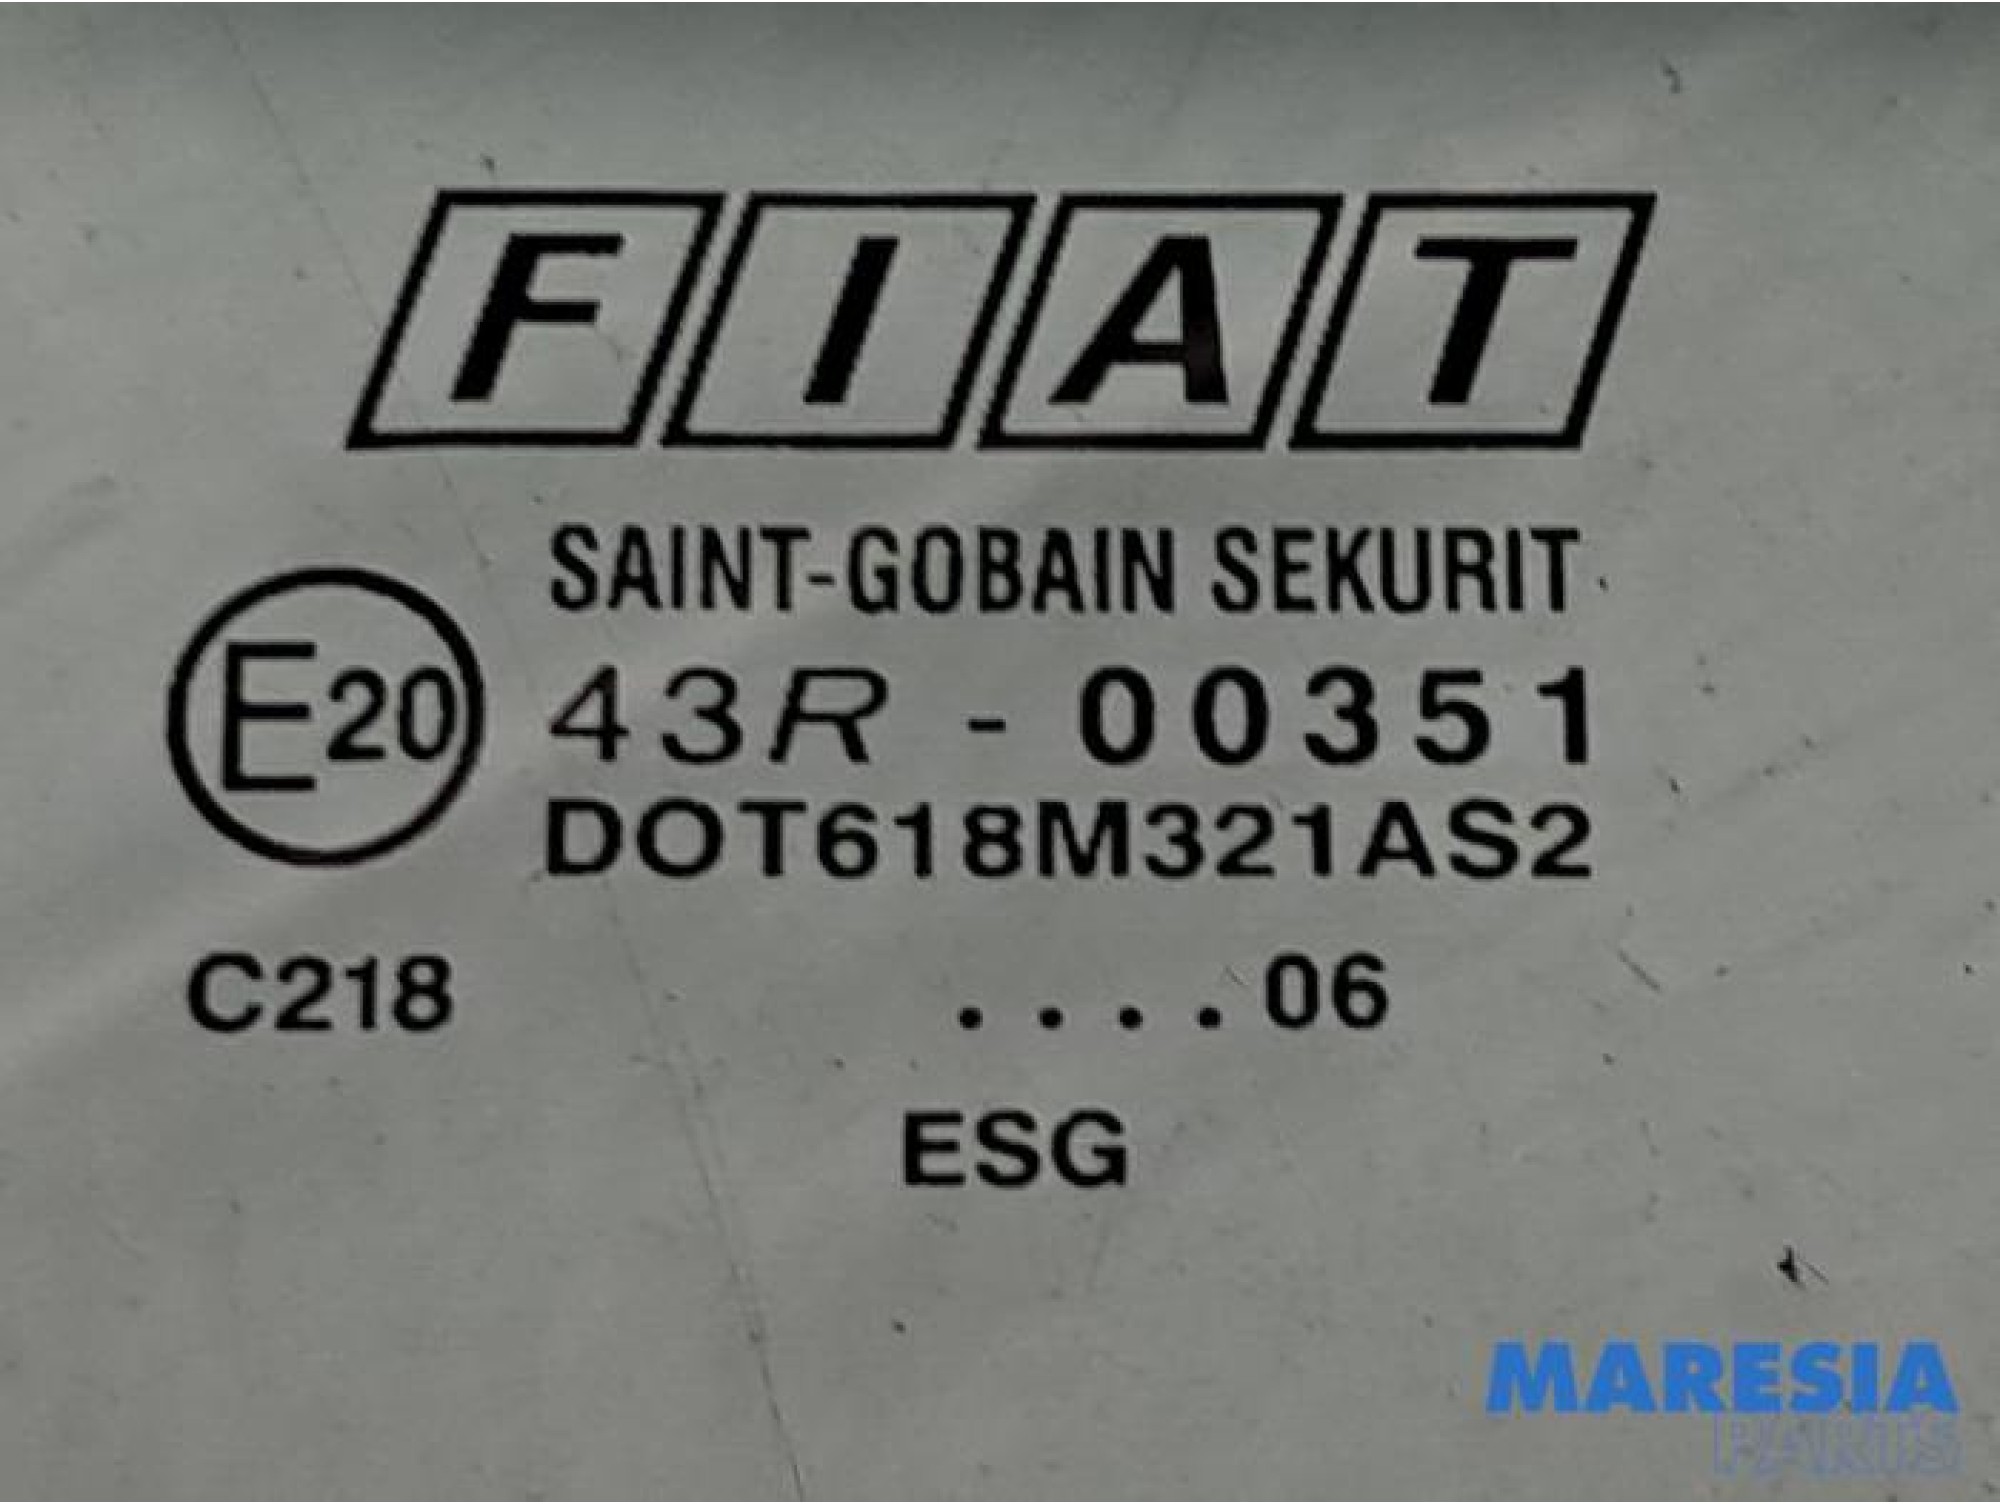 FIAT
SAINT-GOBAIN SEKURIT
E20 43R - 00351
DOT618M321AS2
C218 ....06
ESG
MARESIA
PARTS